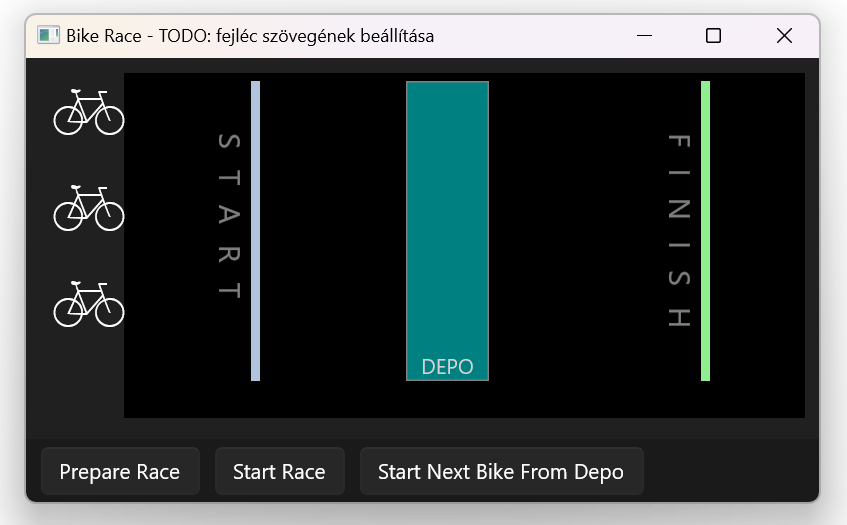 Bike Race - TODO: fejléc szövegének beállítása
START
DEPO
FINISH
Prepare Race
Start Race
Start Next Bike From Depo